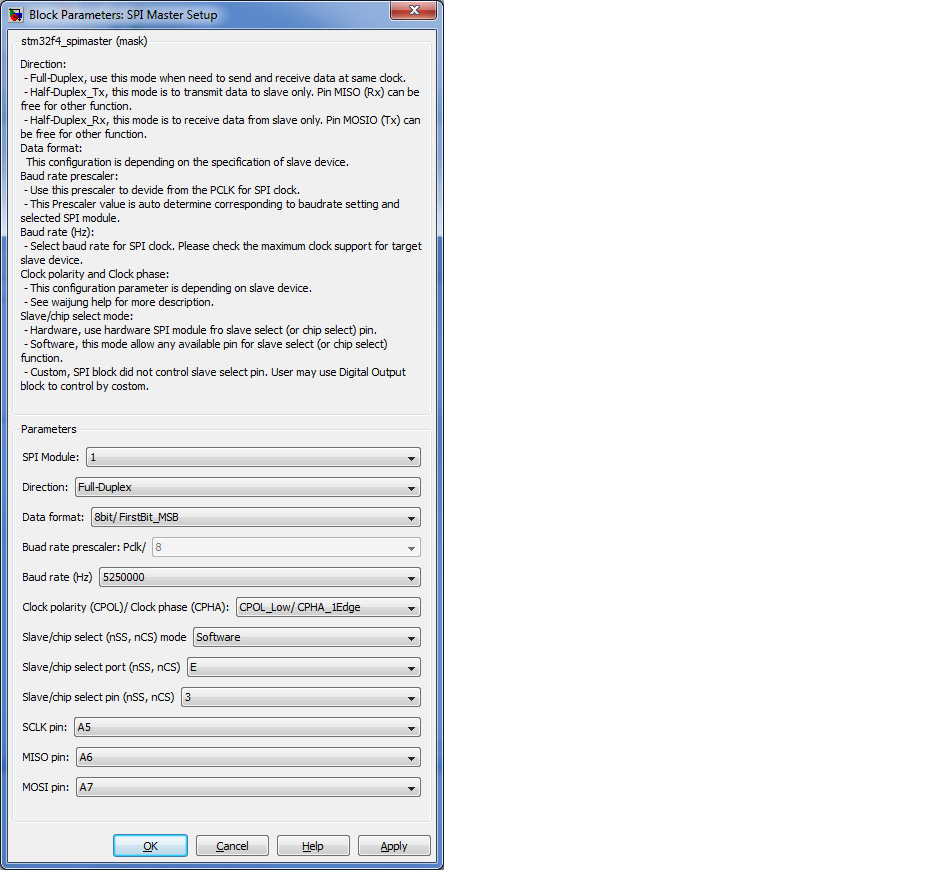 Block Parameters: SPI Master Setup
stm32f4_spimaster (mask)
Direction:
- Full-Duplex, use this mode when need to send and receive data at same clock.
- Half-Duplex_Tx, this mode is to transmit data to slave only. Pin MISO (Rx) can be
free for other function.
- Half-Duplex_Rx, this mode is to receive data from slave only. Pin MOSIO (Tx) can
be free for other function.
Data format:
This configuration is depending on the specification of slave device.
Baud rate prescaler:
- Use this prescaler to devide from the PCLK for SPI clock.
- This Prescaler value is auto determine corresponding to baudrate setting and
selected SPI module.
Baud rate (Hz):
- Select baud rate for SPI clock. Please check the maximum clock support for target
slave device.
Clock polarity and Clock phase:
- This configuration parameter is depending on slave device.
- See waijung help for more description.
Slave/chip select mode:
- Hardware, use hardware SPI module fro slave select (or chip select) pin.
- Software, this mode allow any available pin for slave select (or chip select)
function.
- Custom, SPI block did not control slave select pin. User may use Digital Output
block to control by costom.
Parameters
SPI Module: 1
Direction: Full-Duplex
Data format: 8bit/ FirstBit_MSB
Buad rate prescaler: Pclk/ 8
Baud rate (Hz) 5250000
Clock polarity (CPOL)/ Clock phase (CPHA): CPOL_Low/ CPHA_1Edge
Slave/chip select (nSS, nCS) mode Software
Slave/chip select port (nSS, nCS) E
Slave/chip select pin (nSS, nCS) 3
SCLK pin: A5
MISO pin: A6
MOSI pin: A7
OK Cancel Help Apply